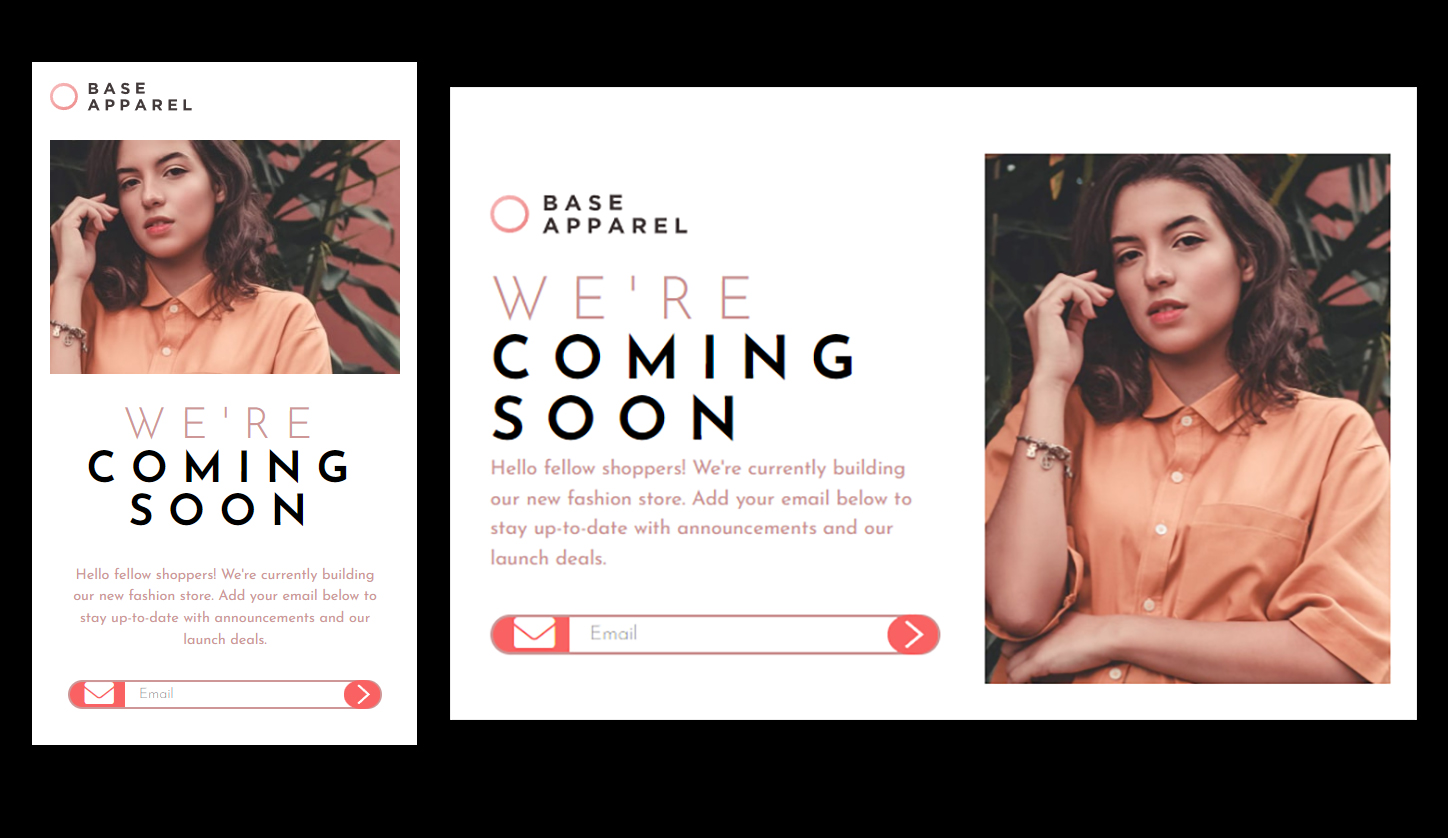 BASE
APPAREL
WE'RE
COMING
SOON
Hello fellow shoppers! We're currently building
our new fashion store. Add your email below to
stay up-to-date with announcements and our
launch deals.
Email
BASE
APPAREL
WE'RE
COMING
SOON
Hello fellow shoppers! We're currently building
our new fashion store. Add your email below to
stay up-to-date with announcements and our
launch deals.
Email